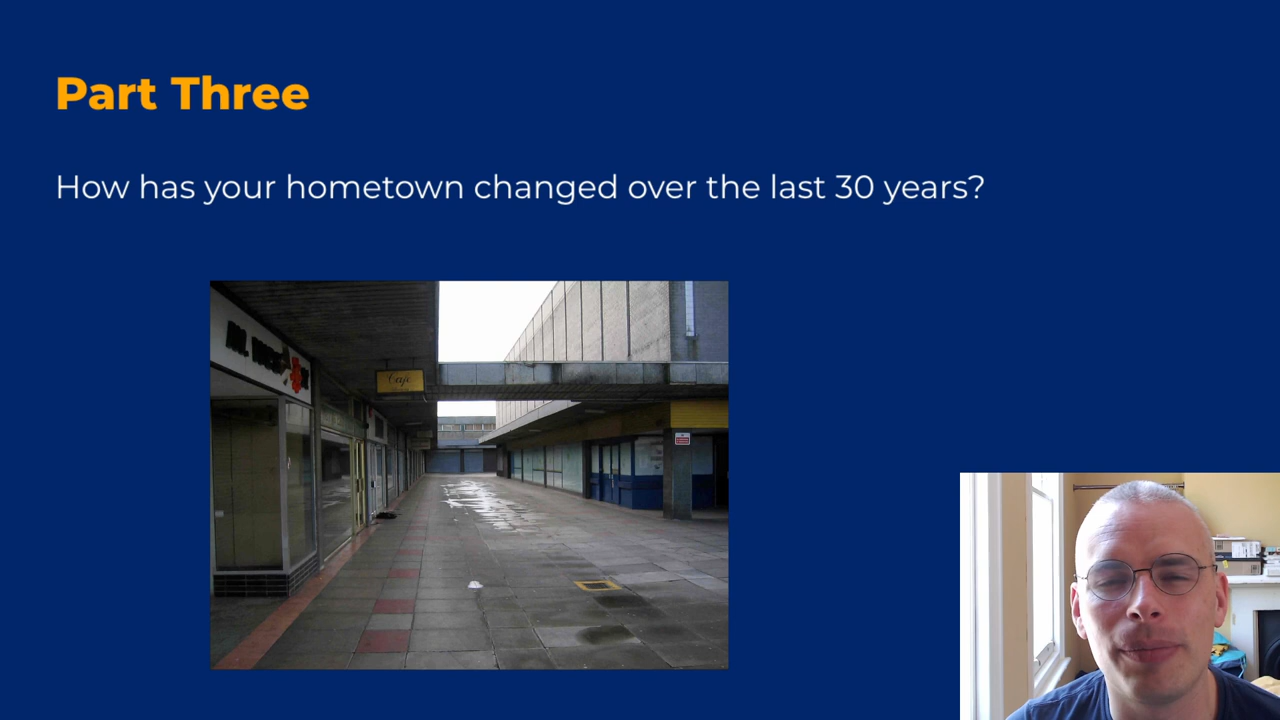 Part Three
How has your hometown changed over the last 30 years?
Cafe